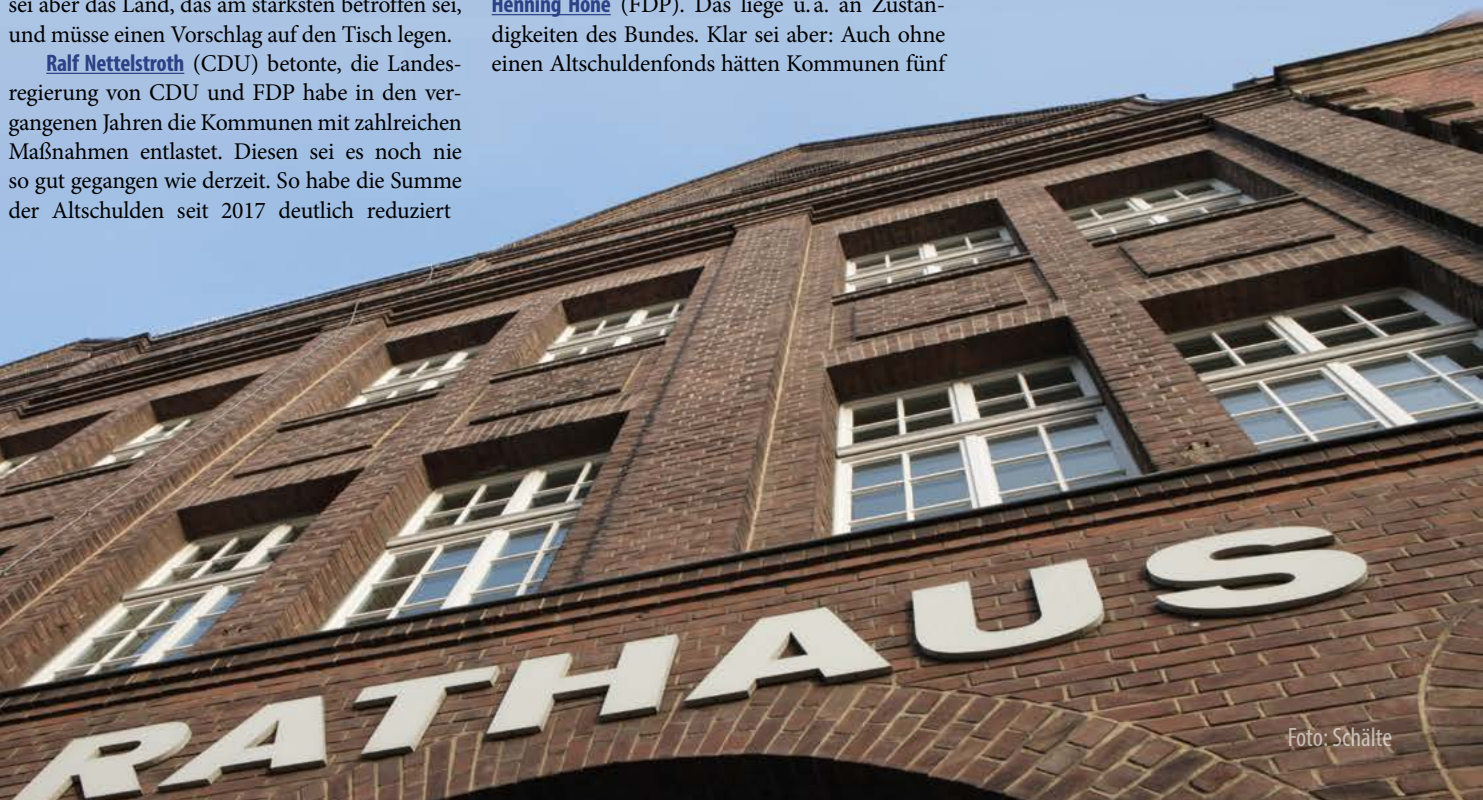 sei aber das Land, das am stärksten betroffen sei,
und müsse einen Vorschlag auf den Tisch legen.
Ralf Nettelstroth (CDU) betonte, die Landes-
regierung von CDU und FDP habe in den ver-
gangenen Jahren die Kommunen mit zahlreichen
Maßnahmen entlastet. Diesen sei es noch nie
so gut gegangen wie derzeit. So habe die Summe
der Altschulden seit 2017 deutlich reduziert
Henning Höne (FDP). Das liege u. a. an Zustän-
digkeiten des Bundes. Klar sei aber: Auch ohne
einen Altschuldenfonds hätten Kommunen fünf
RATHAUS
Foto: Schälte